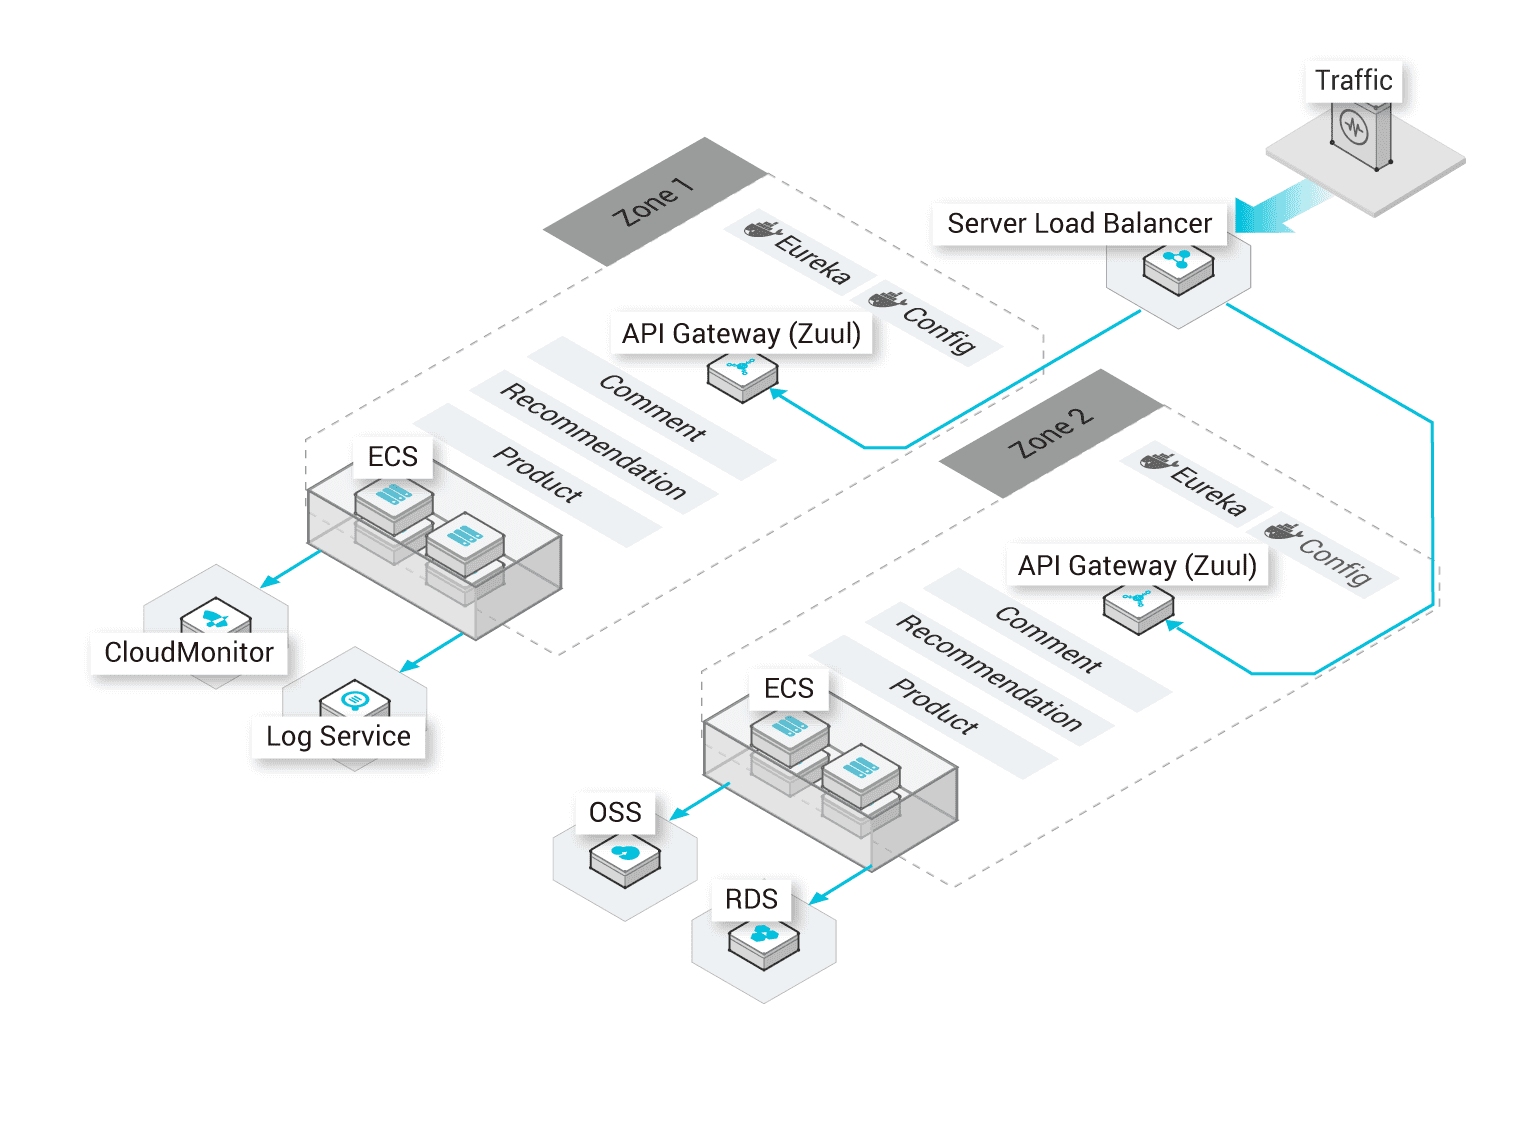 Traffic
Server Load Balancer
Zone 1
Eureka
Config
API Gateway (Zuul)
Comment
Recommendation
Product
ECS
CloudMonitor
Log Service
Zone 2
Eureka
Config
API Gateway (Zuul)
Comment
Recommendation
Product
ECS
OSS
RDS